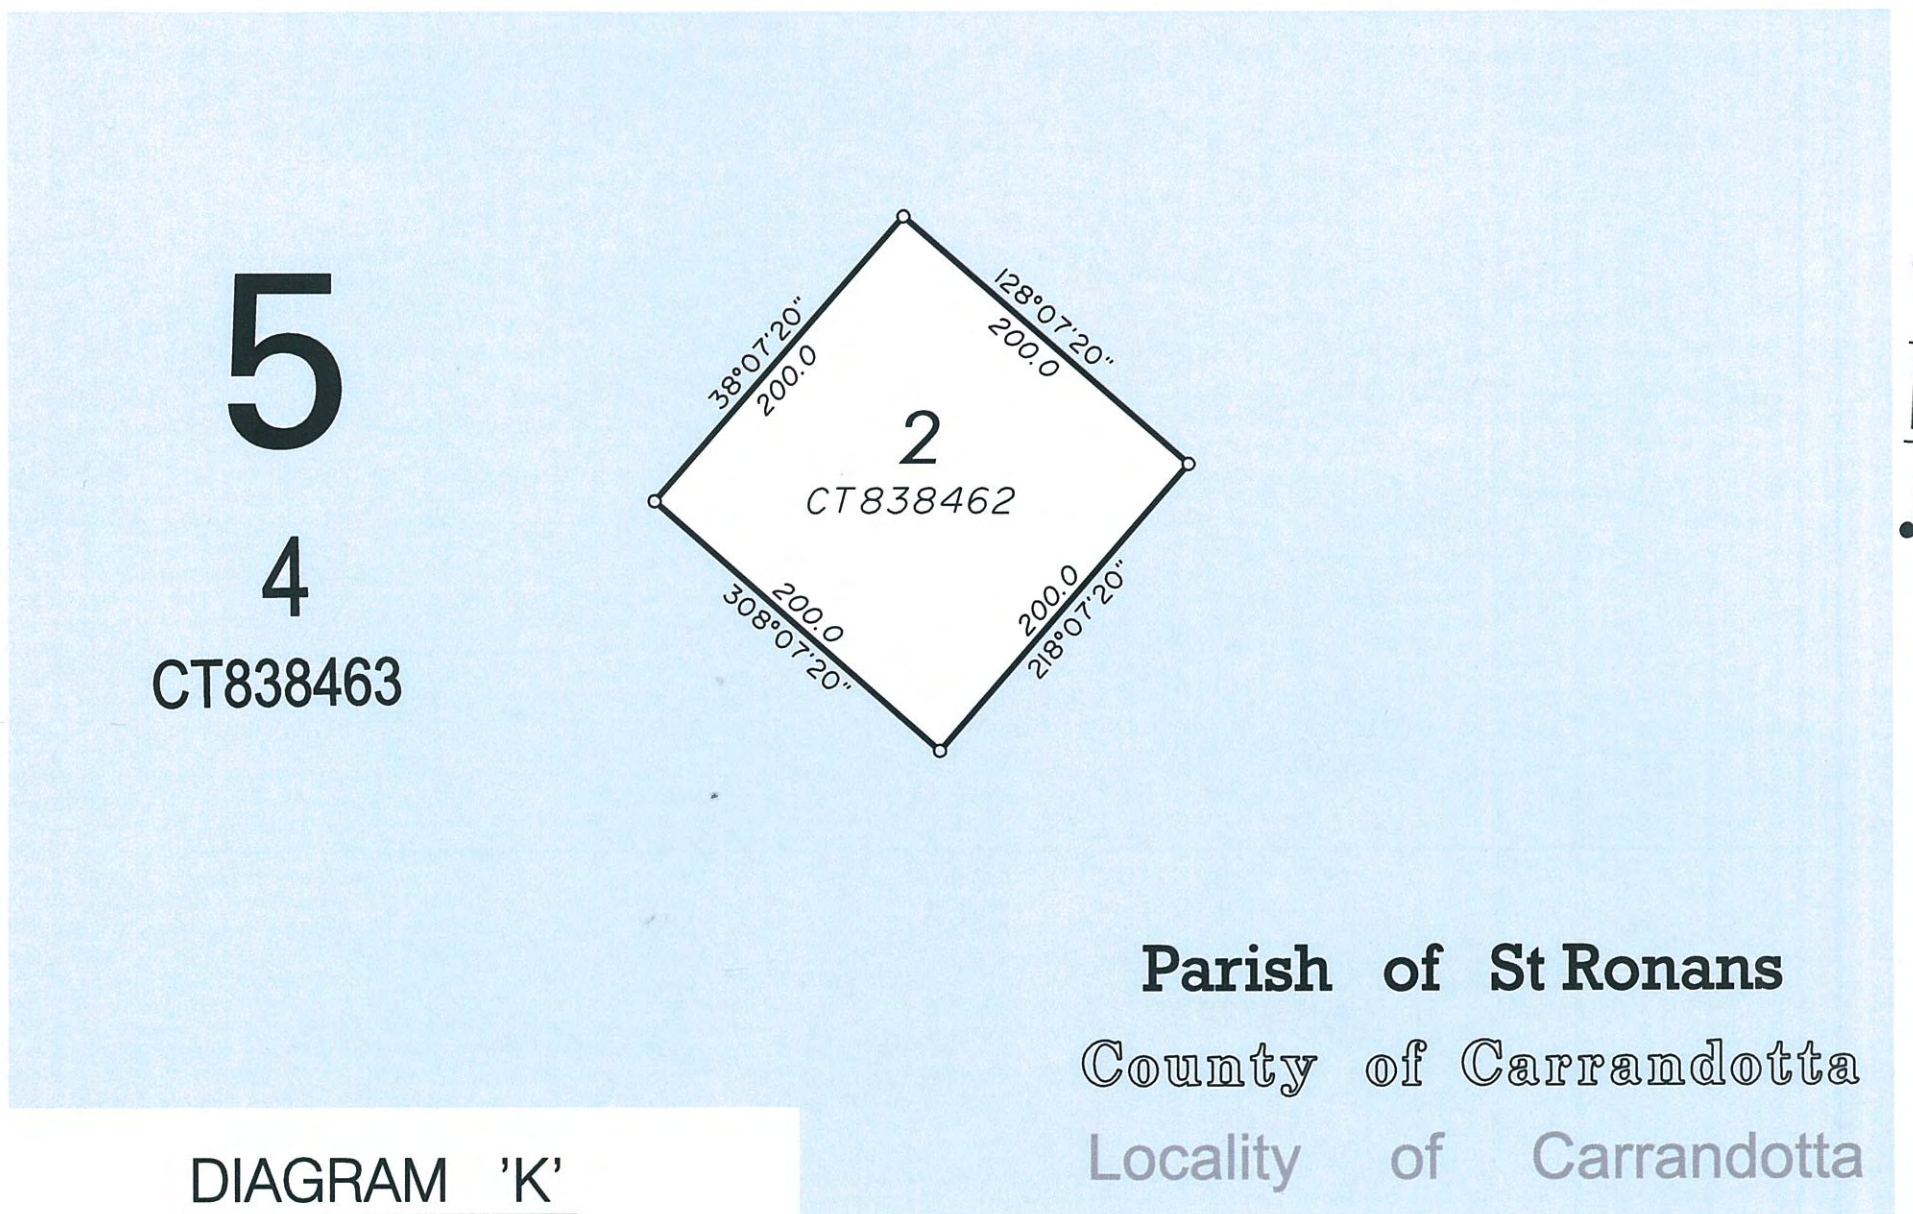 5
4
CT838463
38°07'20"
200.0
128°07'20"
200.0
2
CT838462
200.0
308°07'20"
200.0
218°07'20"
Parish of St Ronans
County of Carrandotta
Locality of Carrandotta
DIAGRAM 'K'